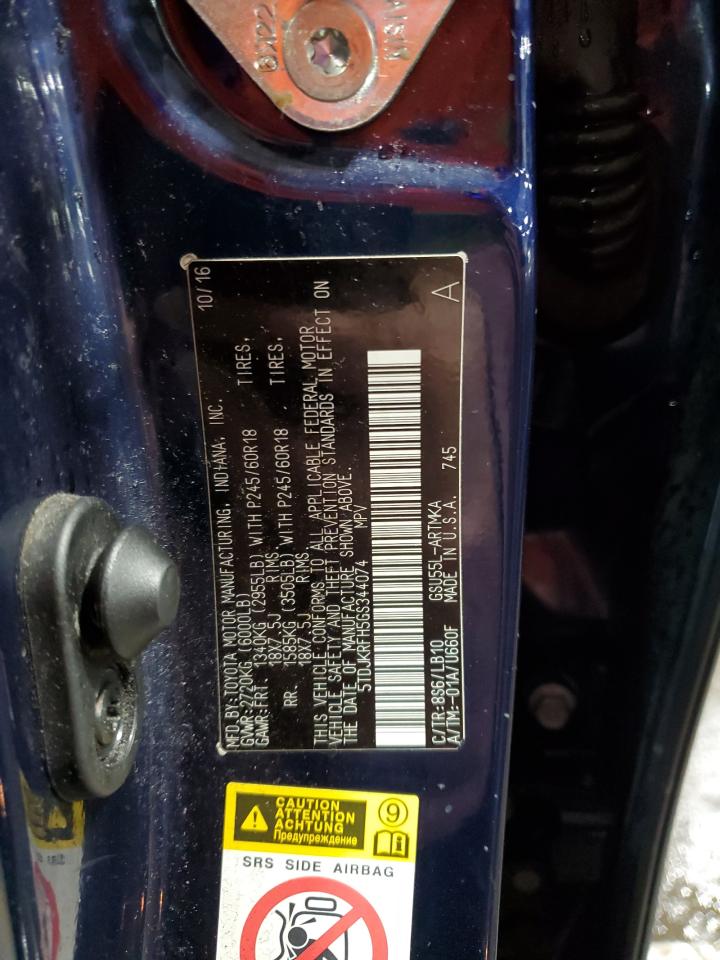 MFD.BY: TOYOTA MOTOR MANUFACTURING, INDIANA, INC. 10/16
GVWR:2720KG (6000LB)
GAWR:FRT 1340KG (2955LB) WITH P245/60R18 TIRES,
18X7.5J RIMS,
RR. 1585KG (3505LB) WITH P245/60R18 TIRES,
18X7.5J RIMS.
THIS VEHICLE CONFORMS TO ALL APPLICABLE FEDERAL MOTOR
VEHICLE SAFETY AND THEFT PREVENTION STANDARDS IN EFFECT ON
THE DATE OF MANUFACTURE SHOWN ABOVE.
5TDJKRFH5GS344074 MPV
C/TR:8S6/LB10 GSU55L-ARTMKA
A/TM:-01A/U660F MADE IN U.S.A. 745
A
CAUTION
ATTENTION
ACHTUNG
Предупреждение
9
SRS SIDE AIRBAG